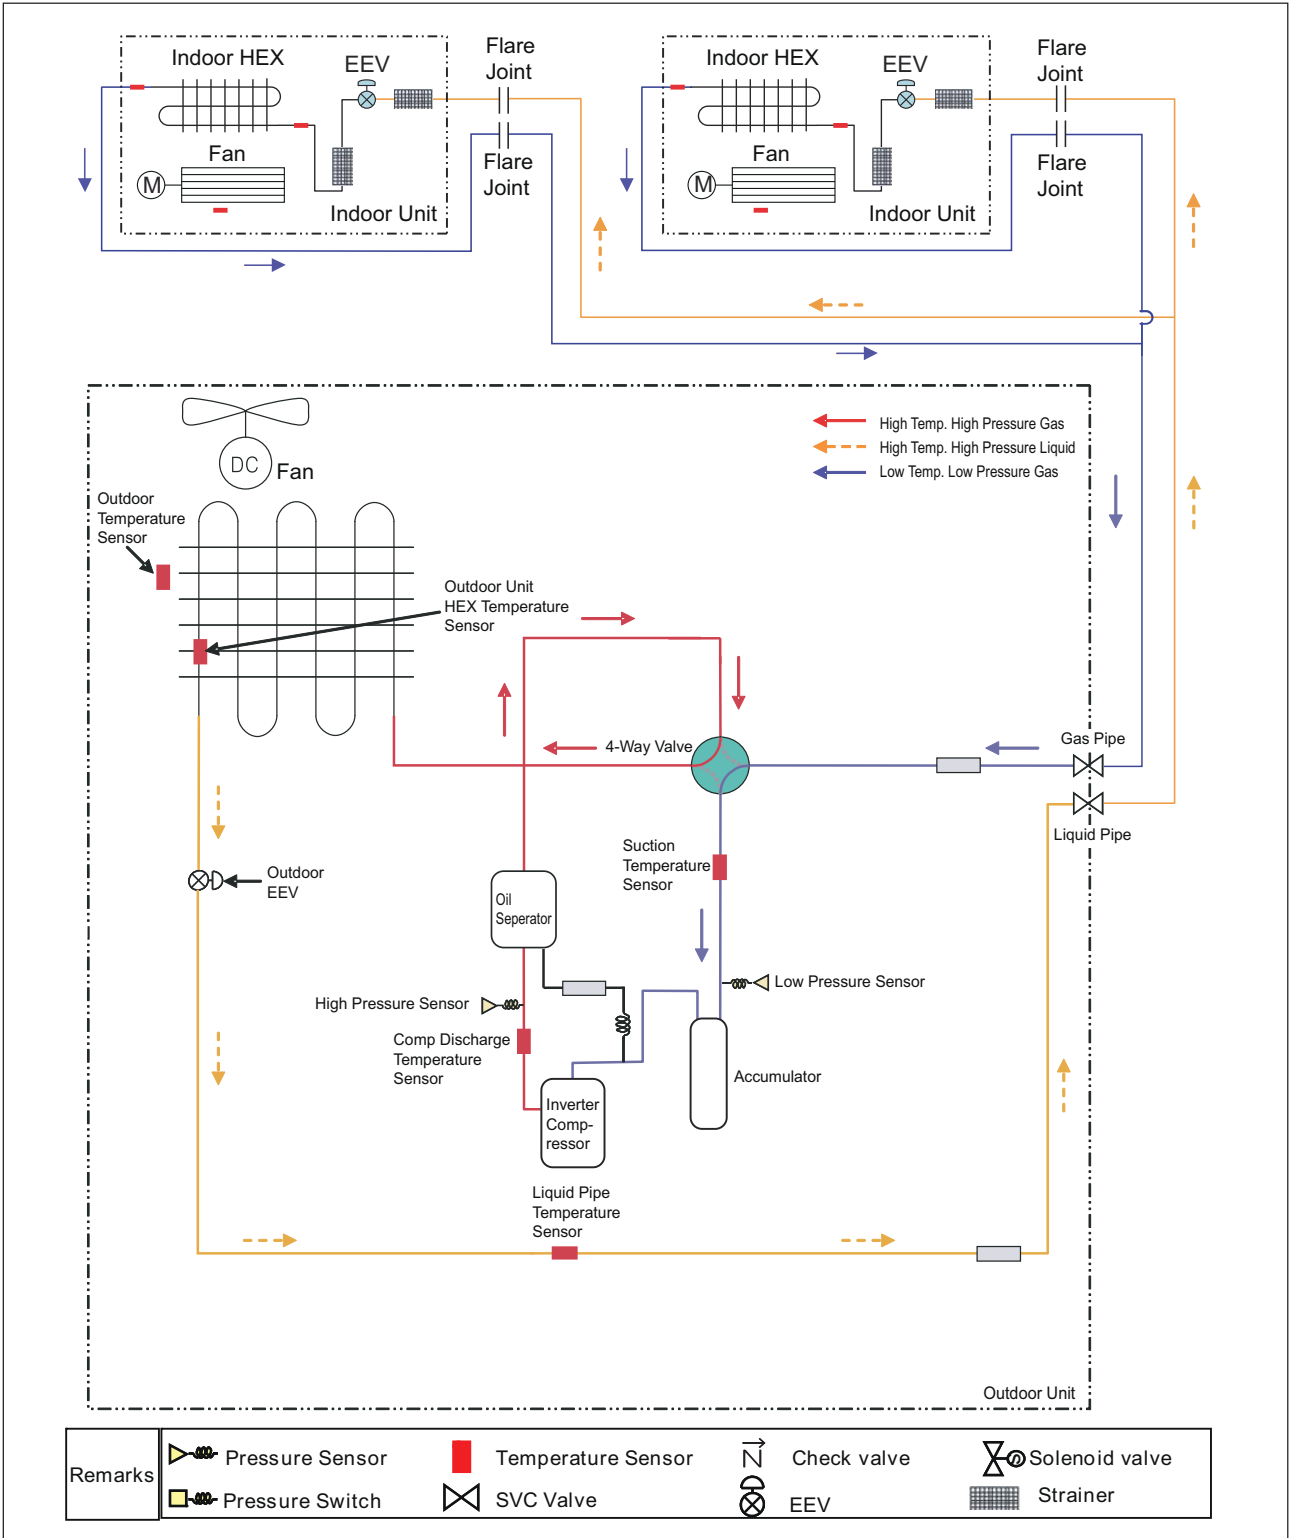 Indoor HEX
EEV
Flare
Joint
Fan
M
Flare
Joint
Indoor Unit
Indoor HEX
EEV
Flare
Joint
Fan
M
Flare
Joint
Indoor Unit
High Temp. High Pressure Gas
High Temp. High Pressure Liquid
Low Temp. Low Pressure Gas
DC
Fan
Outdoor
Temperature
Sensor
Outdoor Unit
HEX Temperature
Sensor
4-Way Valve
Gas Pipe
Liquid Pipe
Suction
Temperature
Sensor
Outdoor
EEV
Oil
Seperator
High Pressure Sensor
Low Pressure Sensor
Comp Discharge
Temperature
Sensor
Accumulator
Inverter
Comp-
ressor
Liquid Pipe
Temperature
Sensor
Outdoor Unit
Remarks
Pressure Sensor
Temperature Sensor
Check valve
Solenoid valve
Pressure Switch
SVC Valve
EEV
Strainer